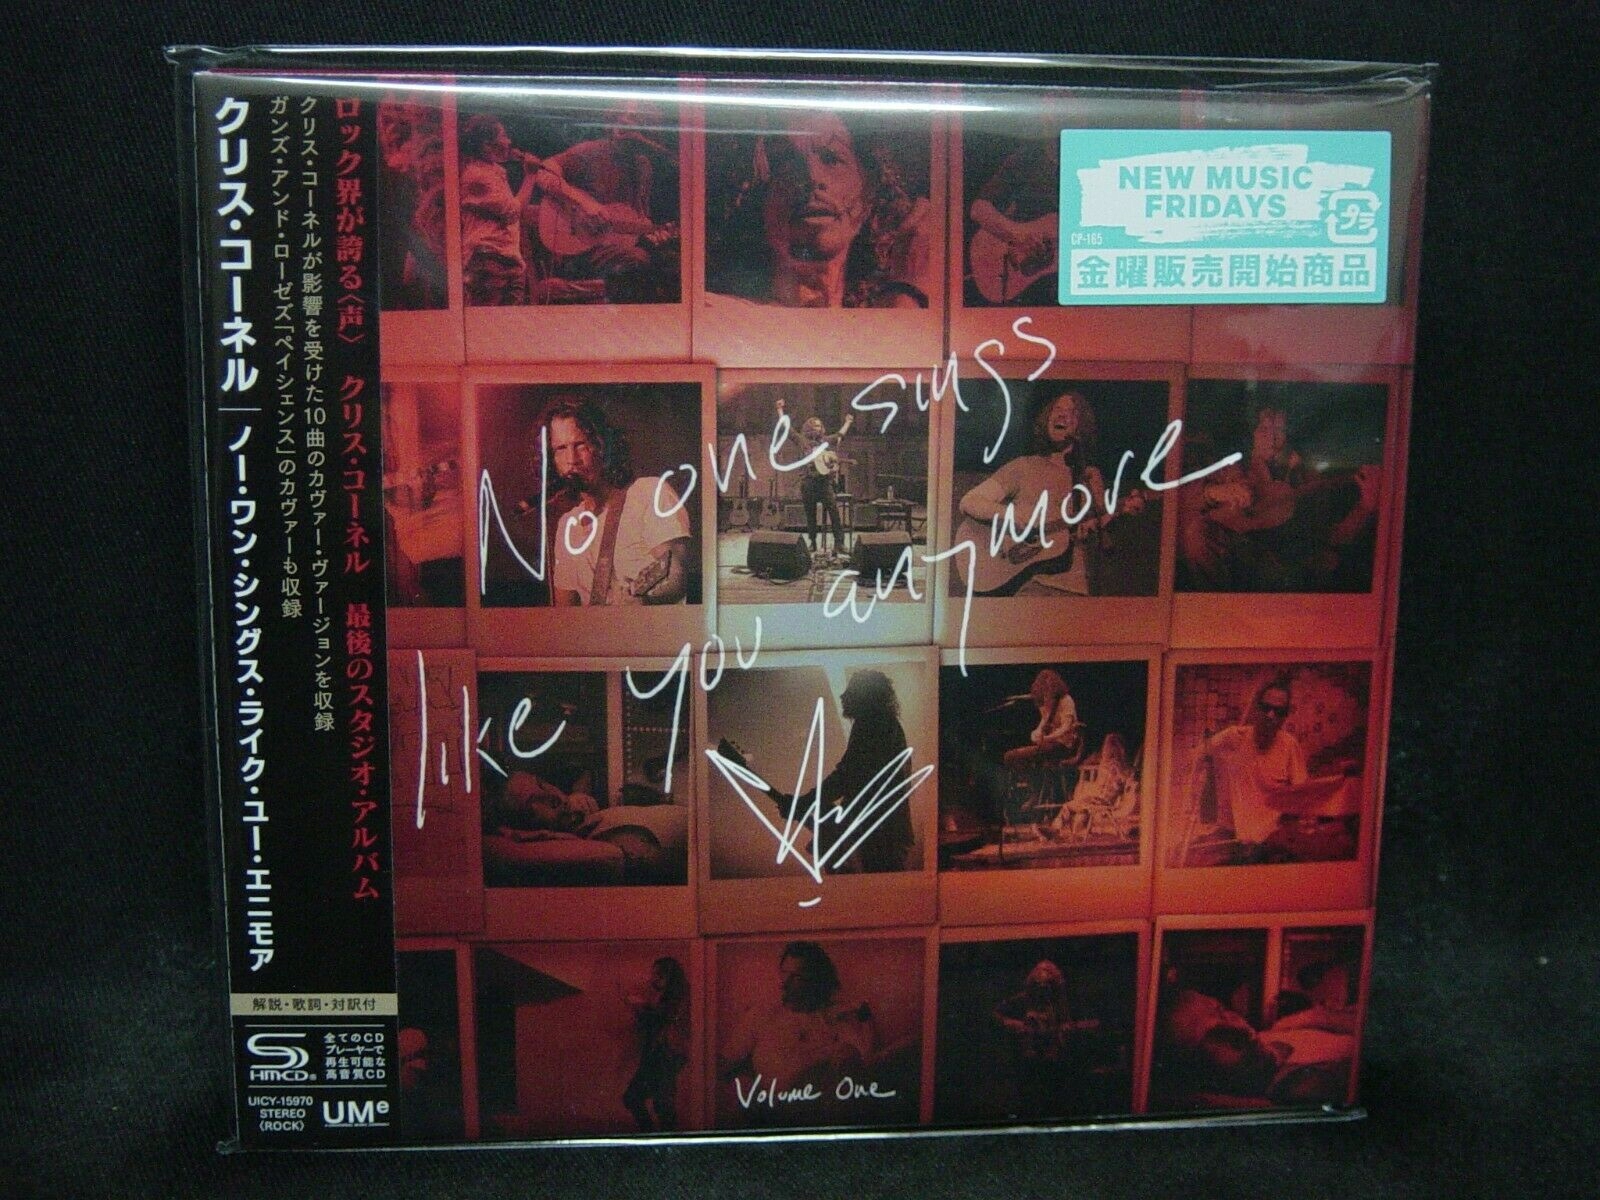 クリス・コーネル｜ノー・ワン・シングス・ライク・ユー・エニモア
ロック界が誇る〈声〉 クリス・コーネル 最後のスタジオ・アルバム
クリス・コーネルが影響を受けた10曲のカヴァー・ヴァージョンを収録
ガンズ・アンド・ローゼズ「ペイシェンス」のカヴァーも収録
解説・歌詞・対訳付
SHMCD®
全てのCD
プレーヤーで
再生可能な
高音質CD
UICY-15970
STEREO
〈ROCK〉
UMe
NEW MUSIC
FRIDAYS
プラ
CP-165
金曜販売開始商品
No one sings
like you anymore
Volume One